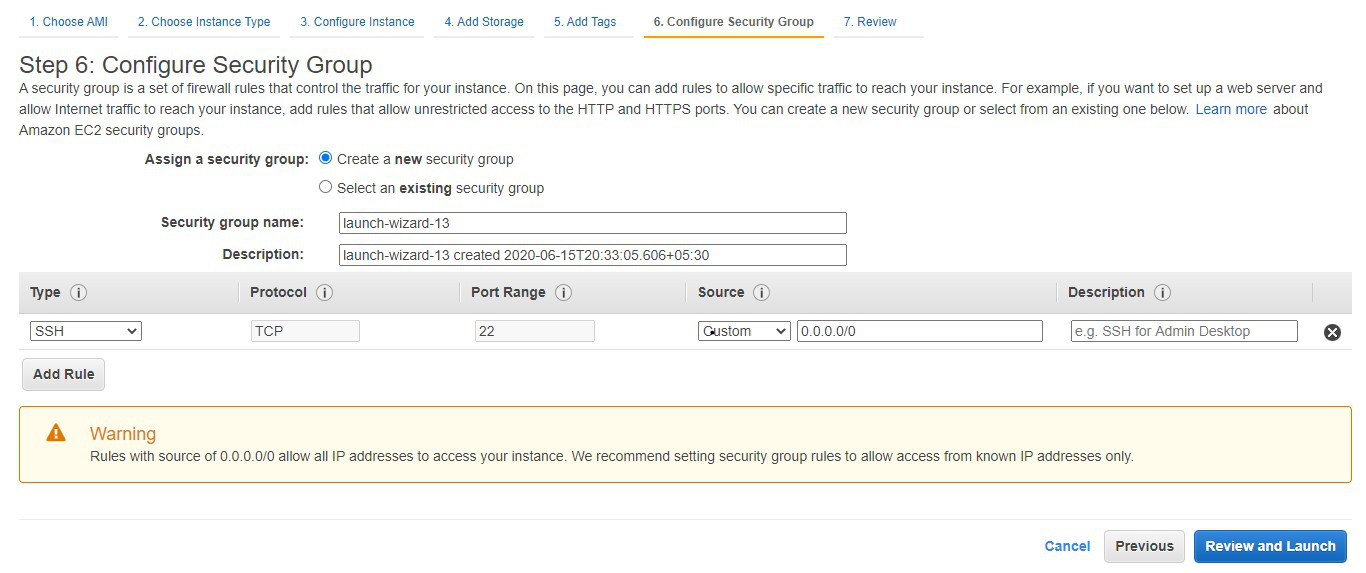 1. Choose AMI 2. Choose Instance Type 3. Configure Instance 4. Add Storage 5. Add Tags 6. Configure Security Group 7. Review
Step 6: Configure Security Group
A security group is a set of firewall rules that control the traffic for your instance. On this page, you can add rules to allow specific traffic to reach your instance. For example, if you want to set up a web server and
allow Internet traffic to reach your instance, add rules that allow unrestricted access to the HTTP and HTTPS ports. You can create a new security group or select from an existing one below. Learn more about
Amazon EC2 security groups.
Assign a security group: Create a new security group
Select an existing security group
Security group name: launch-wizard-13
Description: launch-wizard-13 created 2020-06-15T20:33:05.606+05:30
Type i Protocol i Port Range i Source i Description i
SSH TCP 22 Custom 0.0.0.0/0 e.g. SSH for Admin Desktop
Add Rule
Warning
Rules with source of 0.0.0.0/0 allow all IP addresses to access your instance. We recommend setting security group rules to allow access from known IP addresses only.
Cancel Previous Review and Launch